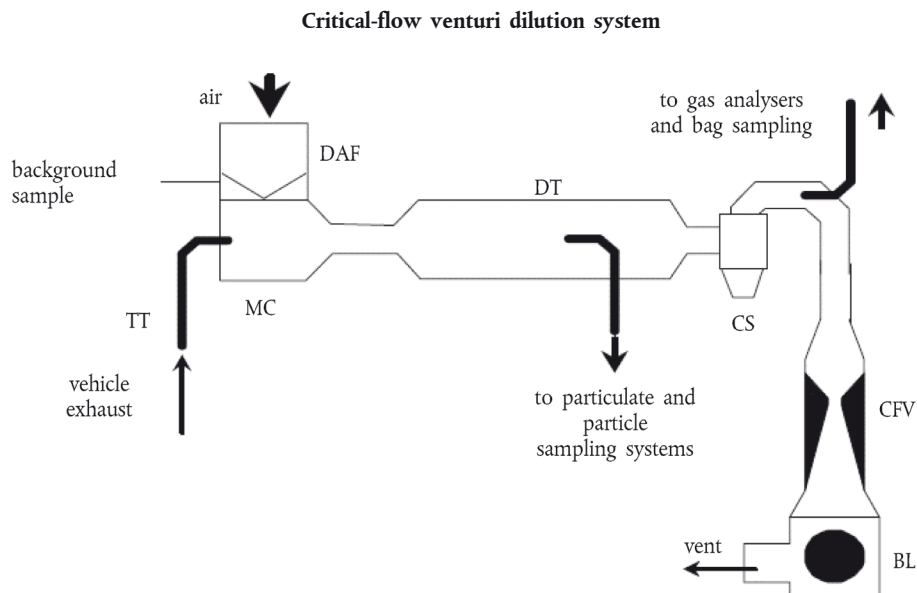 Critical-flow venturi dilution system
air
to gas analysers
and bag sampling
DAF
background
sample
DT
MC
TT
CS
vehicle
exhaust
to particulate and
particle
sampling systems
CFV
vent
BL